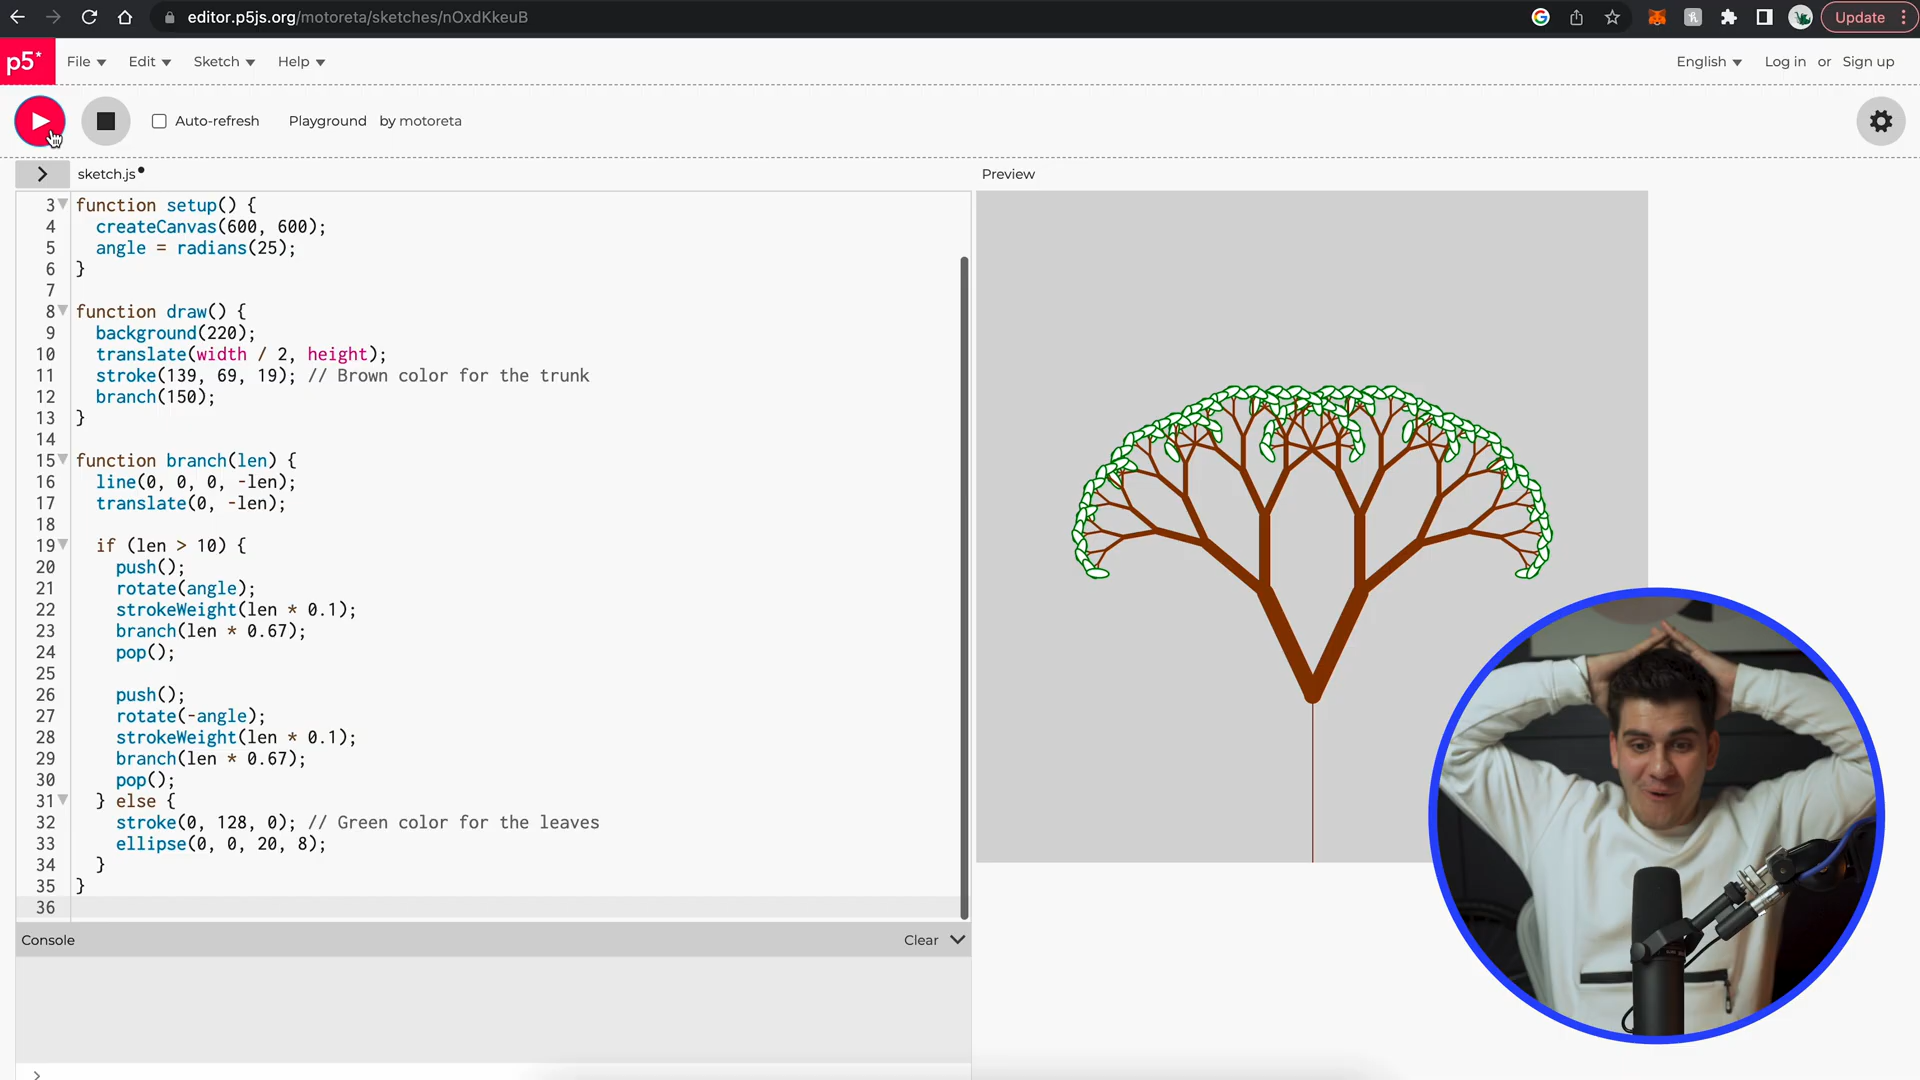 editor.p5js.org/motoreta/sketches/nOxdKkeuB
Update
p5*
File
Edit
Sketch
Help
English
Log in or Sign up
Auto-refresh
Playground
by motoreta
sketch.js
Preview
3 function setup() {
4 createCanvas(600, 600);
5 angle = radians(25);
6 }
7
8 function draw() {
9 background(220);
10 translate(width / 2, height);
11 stroke(139, 69, 19); // Brown color for the trunk
12 branch(150);
13 }
14
15 function branch(len) {
16 line(0, 0, 0, -len);
17 translate(0, -len);
18
19 if (len > 10) {
20 push();
21 rotate(angle);
22 strokeWeight(len * 0.1);
23 branch(len * 0.67);
24 pop();
25
26 push();
27 rotate(-angle);
28 strokeWeight(len * 0.1);
29 branch(len * 0.67);
30 pop();
31 } else {
32 stroke(0, 128, 0); // Green color for the leaves
33 ellipse(0, 0, 20, 8);
34 }
35 }
36
Console
Clear
>